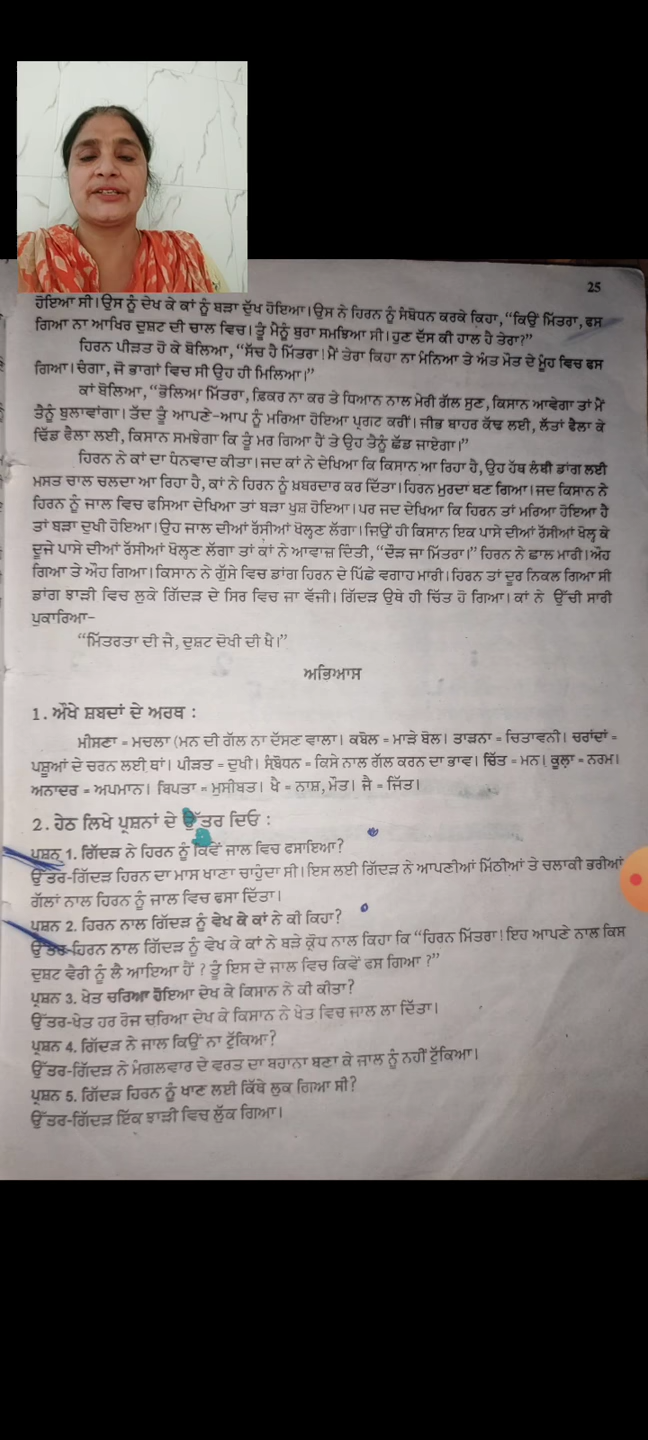 25
ਹੋਇਆ ਸੀ। ਉਸ ਨੂੰ ਦੇਖ ਕੇ ਕਾਂ ਨੂੰ ਬੜਾ ਦੁੱਖ ਹੋਇਆ। ਉਸ ਨੇ ਹਿਰਨ ਨੂੰ ਸੰਬੋਧਨ ਕਰਕੇ ਕਿਹਾ, “ਕਿਉਂ ਮਿੱਤਰਾ, ਫਸ
ਗਿਆ ਨਾ ਆਖਿਰ ਦੁਸ਼ਟ ਦੀ ਚਾਲ ਵਿਚ। ਤੂੰ ਮੈਨੂੰ ਬੁਰਾ ਸਮਝਿਆ ਸੀ। ਹੁਣ ਦੱਸ ਕੀ ਹਾਲ ਹੈ ਤੇਰਾ?”
ਹਿਰਨ ਪੀੜਤ ਹੋ ਕੇ ਬੋਲਿਆ, “ਸੱਚ ਹੈ ਮਿੱਤਰਾ! ਮੈਂ ਤੇਰਾ ਕਿਹਾ ਨਾ ਮੰਨਿਆ ਤੇ ਅੰਤ ਮੌਤ ਦੇ ਮੂੰਹ ਵਿਚ ਫਸ
ਗਿਆ। ਚੰਗਾ, ਜੋ ਭਾਗਾਂ ਵਿਚ ਸੀ ਉਹ ਹੀ ਮਿਲਿਆ।”
ਕਾਂ ਬੋਲਿਆ, “ਭੋਲਿਆ ਮਿੱਤਰਾ, ਫ਼ਿਕਰ ਨਾ ਕਰ ਤੇ ਧਿਆਨ ਨਾਲ ਮੇਰੀ ਗੱਲ ਸੁਣ, ਕਿਸਾਨ ਆਵੇਗਾ ਤਾਂ ਮੈਂ
ਤੈਨੂੰ ਬੁਲਾਵਾਂਗਾ। ਤੱਦ ਤੂੰ ਆਪਣੇ-ਆਪ ਨੂੰ ਮਰਿਆ ਹੋਇਆ ਪ੍ਰਗਟ ਕਰੀਂ। ਜੀਭ ਬਾਹਰ ਕੱਢ ਲਈ, ਲੱਤਾਂ ਫੈਲਾ ਕੇ
ਢਿੱਡ ਫੈਲਾ ਲਈ, ਕਿਸਾਨ ਸਮਝੇਗਾ ਕਿ ਤੂੰ ਮਰ ਗਿਆ ਹੈਂ ਤੇ ਉਹ ਤੈਨੂੰ ਛੱਡ ਜਾਏਗਾ।”
ਹਿਰਨ ਨੇ ਕਾਂ ਦਾ ਧੰਨਵਾਦ ਕੀਤਾ। ਜਦ ਕਾਂ ਨੇ ਦੇਖਿਆ ਕਿ ਕਿਸਾਨ ਆ ਰਿਹਾ ਹੈ, ਉਹ ਹੱਥ ਲੰਬੀ ਡਾਂਗ ਲਈ
ਮਸਤ ਚਾਲ ਚਲਦਾ ਆ ਰਿਹਾ ਹੈ, ਕਾਂ ਨੇ ਹਿਰਨ ਨੂੰ ਖ਼ਬਰਦਾਰ ਕਰ ਦਿੱਤਾ। ਹਿਰਨ ਮੁਰਦਾ ਬਣ ਗਿਆ। ਜਦ ਕਿਸਾਨ ਨੇ
ਹਿਰਨ ਨੂੰ ਜਾਲ ਵਿਚ ਫਸਿਆ ਦੇਖਿਆ ਤਾਂ ਬੜਾ ਖੁਸ਼ ਹੋਇਆ। ਪਰ ਜਦ ਦੇਖਿਆ ਕਿ ਹਿਰਨ ਤਾਂ ਮਰਿਆ ਹੋਇਆ ਹੈ
ਤਾਂ ਬੜਾ ਦੁਖੀ ਹੋਇਆ। ਉਹ ਜਾਲ ਦੀਆਂ ਰੱਸੀਆਂ ਖੋਲ੍ਹਣ ਲੱਗਾ। ਜਿਉਂ ਹੀ ਕਿਸਾਨ ਇਕ ਪਾਸੇ ਦੀਆਂ ਰੱਸੀਆਂ ਖੋਲ੍ਹ ਕੇ
ਦੂਜੇ ਪਾਸੇ ਦੀਆਂ ਰੱਸੀਆਂ ਖੋਲ੍ਹਣ ਲੱਗਾ ਤਾਂ ਕਾਂ ਨੇ ਆਵਾਜ਼ ਦਿੱਤੀ, “ਦੌੜ ਜਾ ਮਿੱਤਰਾ।” ਹਿਰਨ ਨੇ ਛਾਲ ਮਾਰੀ। ਔਹ
ਗਿਆ ਤੇ ਔਹ ਗਿਆ। ਕਿਸਾਨ ਨੇ ਗੁੱਸੇ ਵਿਚ ਡਾਂਗ ਹਿਰਨ ਦੇ ਪਿੱਛੇ ਵਗਾਹ ਮਾਰੀ। ਹਿਰਨ ਤਾਂ ਦੂਰ ਨਿਕਲ ਗਿਆ ਸੀ
ਡਾਂਗ ਝਾੜੀ ਵਿਚ ਲੁਕੇ ਗਿੱਦੜ ਦੇ ਸਿਰ ਵਿਚ ਜਾ ਵੱਜੀ। ਗਿੱਦੜ ਉਥੇ ਹੀ ਚਿੱਤ ਹੋ ਗਿਆ। ਕਾਂ ਨੇ ਉੱਚੀ ਸਾਰੀ
ਪੁਕਾਰਿਆ–
“ਮਿੱਤਰਤਾ ਦੀ ਜੈ, ਦੁਸ਼ਟ ਦੋਖੀ ਦੀ ਖੈ।”
ਅਭਿਆਸ
1. ਔਖੇ ਸ਼ਬਦਾਂ ਦੇ ਅਰਥ :
ਮੀਸਣਾ = ਮਚਲਾ (ਮਨ ਦੀ ਗੱਲ ਨਾ ਦੱਸਣ ਵਾਲਾ। ਕਬੋਲ = ਮਾੜੇ ਬੋਲ। ਤਾੜਨਾ = ਚਿਤਾਵਨੀ। ਚਰਾਂਦਾਂ =
ਪਸ਼ੂਆਂ ਦੇ ਚਰਨ ਲਈ ਥਾਂ। ਪੀੜਤ = ਦੁਖੀ। ਸੰਬੋਧਨ = ਕਿਸੇ ਨਾਲ ਗੱਲ ਕਰਨ ਦਾ ਭਾਵ। ਚਿੱਤ = ਮਨ। ਕੂਲ਼ਾ = ਨਰਮ।
ਅਨਾਦਰ = ਅਪਮਾਨ। ਬਿਪਤਾ = ਮੁਸੀਬਤ। ਖੈ = ਨਾਸ਼, ਮੌਤ। ਜੈ = ਜਿੱਤ।
2. ਹੇਠ ਲਿਖੇ ਪ੍ਰਸ਼ਨਾਂ ਦੇ ਉੱਤਰ ਦਿਓ :
ਪ੍ਰਸ਼ਨ 1. ਗਿੱਦੜ ਨੇ ਹਿਰਨ ਨੂੰ ਕਿਵੇਂ ਜਾਲ ਵਿਚ ਫਸਾਇਆ?
ਉੱਤਰ-ਗਿੱਦੜ ਹਿਰਨ ਦਾ ਮਾਸ ਖਾਣਾ ਚਾਹੁੰਦਾ ਸੀ। ਇਸ ਲਈ ਗਿੱਦੜ ਨੇ ਆਪਣੀਆਂ ਮਿੱਠੀਆਂ ਤੇ ਚਲਾਕੀ ਭਰੀਆਂ
ਗੱਲਾਂ ਨਾਲ ਹਿਰਨ ਨੂੰ ਜਾਲ ਵਿਚ ਫਸਾ ਦਿੱਤਾ।
ਪ੍ਰਸ਼ਨ 2. ਹਿਰਨ ਨਾਲ ਗਿੱਦੜ ਨੂੰ ਵੇਖ ਕੇ ਕਾਂ ਨੇ ਕੀ ਕਿਹਾ?
ਉੱਤਰ-ਹਿਰਨ ਨਾਲ ਗਿੱਦੜ ਨੂੰ ਵੇਖ ਕੇ ਕਾਂ ਨੇ ਬੜੇ ਕ੍ਰੋਧ ਨਾਲ ਕਿਹਾ ਕਿ “ਹਿਰਨ ਮਿੱਤਰਾ! ਇਹ ਆਪਣੇ ਨਾਲ ਕਿਸ
ਦੁਸ਼ਟ ਵੈਰੀ ਨੂੰ ਲੈ ਆਇਆ ਹੈਂ ? ਤੂੰ ਇਸ ਦੇ ਜਾਲ ਵਿਚ ਕਿਵੇਂ ਫਸ ਗਿਆ ?”
ਪ੍ਰਸ਼ਨ 3. ਖੇਤ ਚਰਿਆ ਹੋਇਆ ਦੇਖ ਕੇ ਕਿਸਾਨ ਨੇ ਕੀ ਕੀਤਾ?
ਉੱਤਰ-ਖੇਤ ਹਰ ਰੋਜ ਚਰਿਆ ਦੇਖ ਕੇ ਕਿਸਾਨ ਨੇ ਖੇਤ ਵਿਚ ਜਾਲ ਲਾ ਦਿੱਤਾ।
ਪ੍ਰਸ਼ਨ 4. ਗਿੱਦੜ ਨੇ ਜਾਲ ਕਿਉਂ ਨਾ ਟੁੱਕਿਆ?
ਉੱਤਰ-ਗਿੱਦੜ ਨੇ ਮੰਗਲਵਾਰ ਦੇ ਵਰਤ ਦਾ ਬਹਾਨਾ ਬਣਾ ਕੇ ਜਾਲ ਨੂੰ ਨਹੀਂ ਟੁੱਕਿਆ।
ਪ੍ਰਸ਼ਨ 5. ਗਿੱਦੜ ਹਿਰਨ ਨੂੰ ਖਾਣ ਲਈ ਕਿੱਥੇ ਲੁਕ ਗਿਆ ਸੀ?
ਉੱਤਰ-ਗਿੱਦੜ ਇੱਕ ਝਾੜੀ ਵਿਚ ਲੁੱਕ ਗਿਆ।